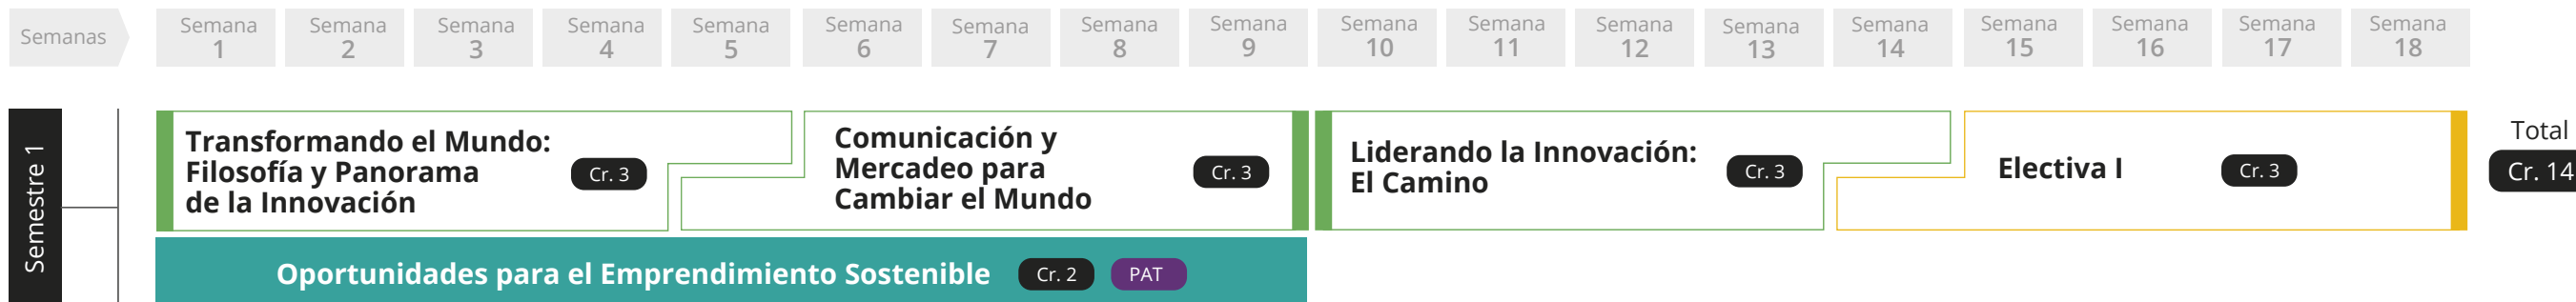 Semanas
Semana 1
Semana 2
Semana 3
Semana 4
Semana 5
Semana 6
Semana 7
Semana 8
Semana 9
Semana 10
Semana 11
Semana 12
Semana 13
Semana 14
Semana 15
Semana 16
Semana 17
Semana 18
Semestre 1
Transformando el Mundo:
Filosofía y Panorama
de la Innovación
Cr. 3
Comunicación y
Mercadeo para
Cambiar el Mundo
Cr. 3
Liderando la Innovación:
El Camino
Cr. 3
Electiva I
Cr. 3
Total
Cr. 14
Oportunidades para el Emprendimiento Sostenible
Cr. 2
PAT